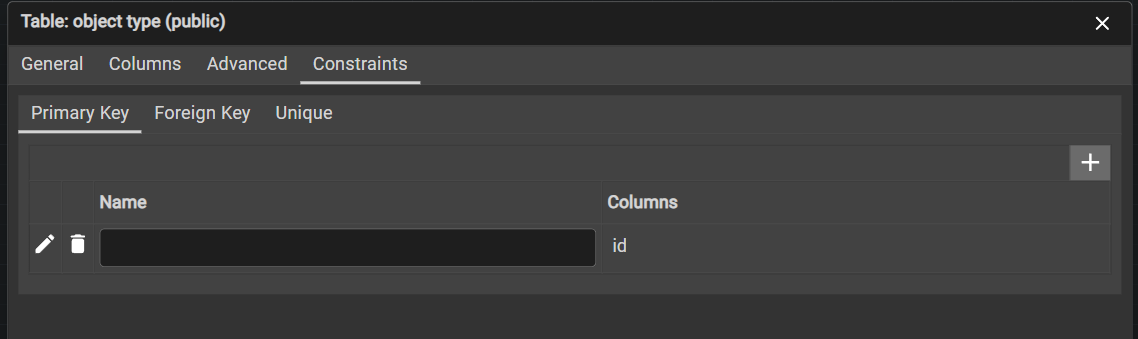 Table: object type (public)
General Columns Advanced Constraints
Primary Key Foreign Key Unique
Name Columns
id